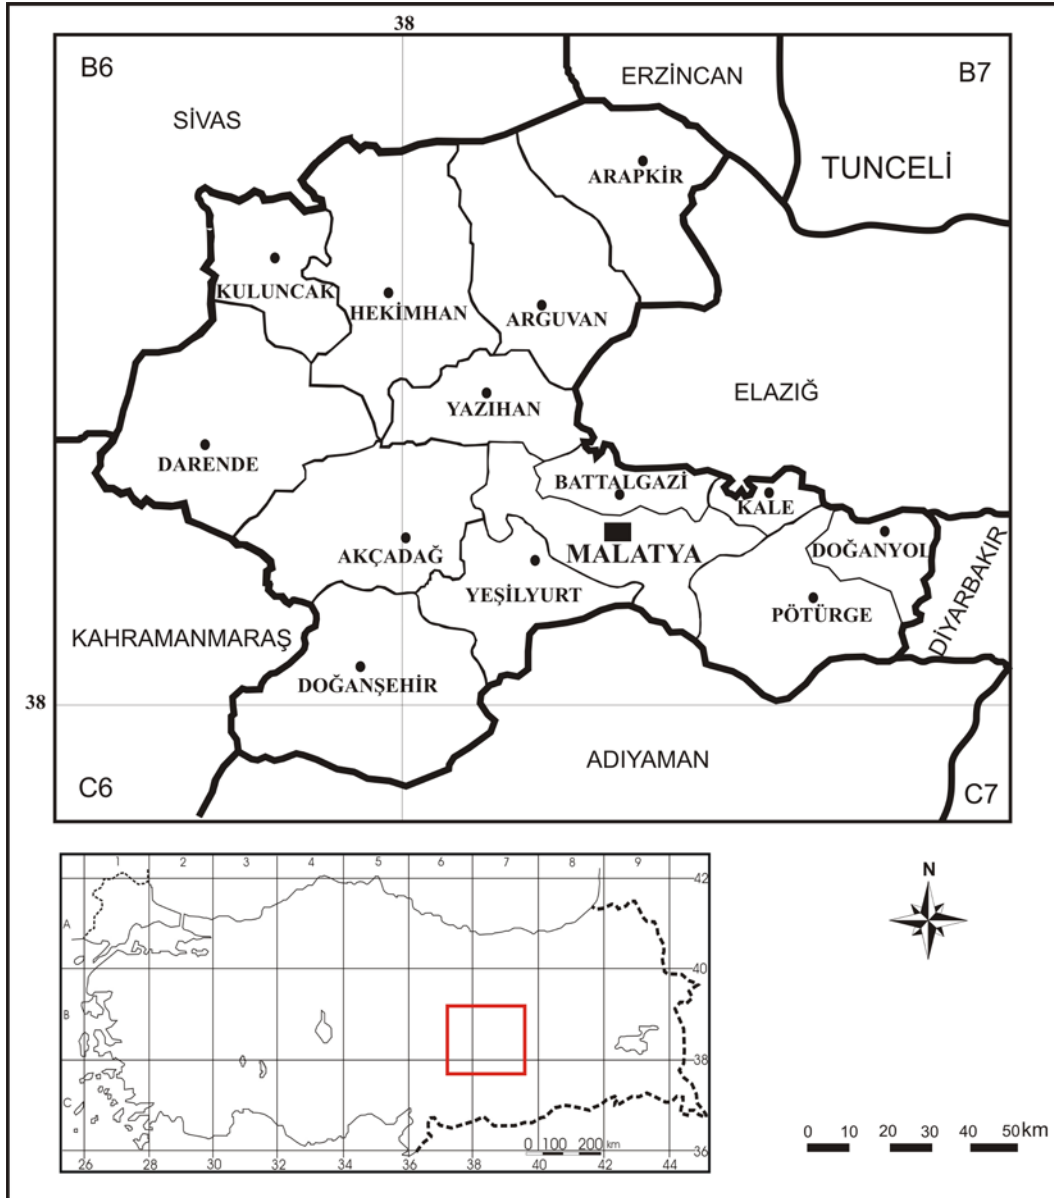 38
B6
B7
ERZİNCAN
SİVAS
TUNCELİ
ARAPKİR
KULUNCAK
HEKİMHAN
ARGUVAN
ELAZIĞ
YAZIHAN
DARENDE
BATTALGAZİ
KALE
AKÇADAĞ
MALATYA
DOĞANYOL
YEŞİLYURT
PÖTÜRGE
DİYARBAKIR
KAHRAMANMARAŞ
DOĞANŞEHİR
38
ADIYAMAN
C6
C7
1 2 3 4 5 6 7 8 9
42
A
40
B
38
C
0 100 200 km
36
26 28 30 32 34 36 38 40 42 44
N
0 10 20 30 40 50 km